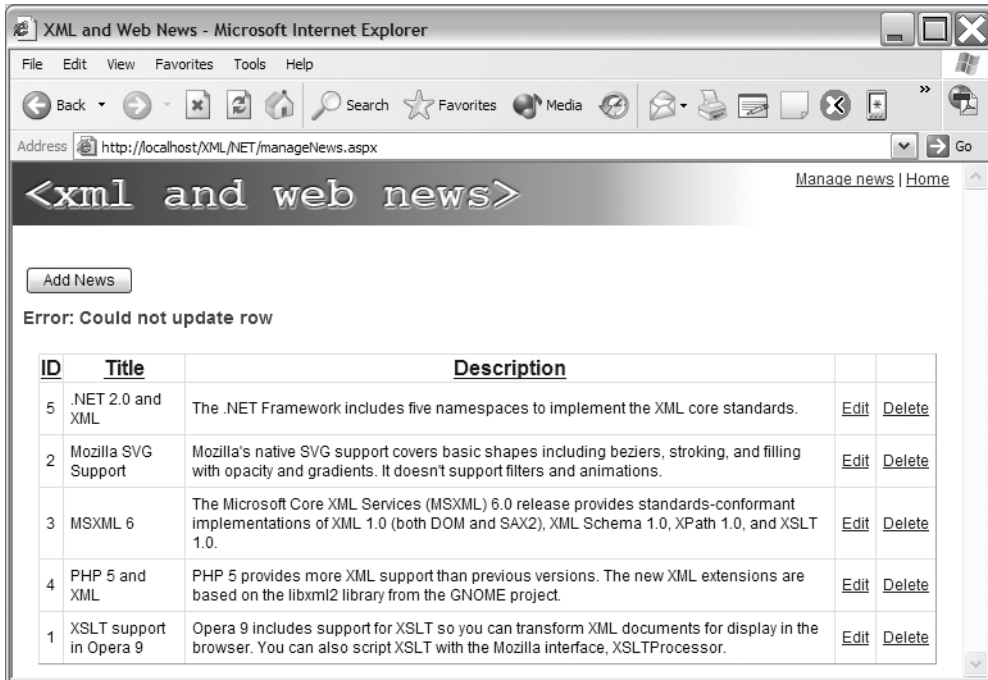 XML and Web News - Microsoft Internet Explorer
File Edit View Favorites Tools Help
Back Search Favorites Media »
Address http://localhost/XML/NET/manageNews.aspx Go
<xml and web news>
Manage news | Home
Add News
Error: Could not update row
ID Title Description
5 .NET 2.0 and XML The .NET Framework includes five namespaces to implement the XML core standards. Edit Delete
2 Mozilla SVG Support Mozilla's native SVG support covers basic shapes including beziers, stroking, and filling
with opacity and gradients. It doesn't support filters and animations. Edit Delete
3 MSXML 6 The Microsoft Core XML Services (MSXML) 6.0 release provides standards-conformant
implementations of XML 1.0 (both DOM and SAX2), XML Schema 1.0, XPath 1.0, and XSLT
1.0. Edit Delete
4 PHP 5 and XML PHP 5 provides more XML support than previous versions. The new XML extensions are
based on the libxml2 library from the GNOME project. Edit Delete
1 XSLT support in Opera 9 Opera 9 includes support for XSLT so you can transform XML documents for display in the
browser. You can also script XSLT with the Mozilla interface, XSLTProcessor. Edit Delete